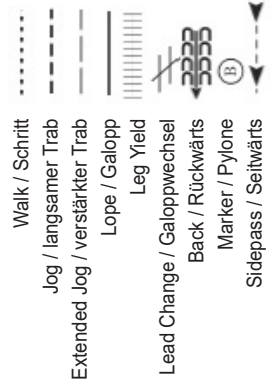 Walk / Schritt
Jog / langsamer Trab
Extended Jog / verstärkter Trab
Lope / Galopp
Leg Yield
Lead Change / Galoppwechsel
Back / Rückwärts
Marker / Pylone
B
Sidepass / Seitwärts